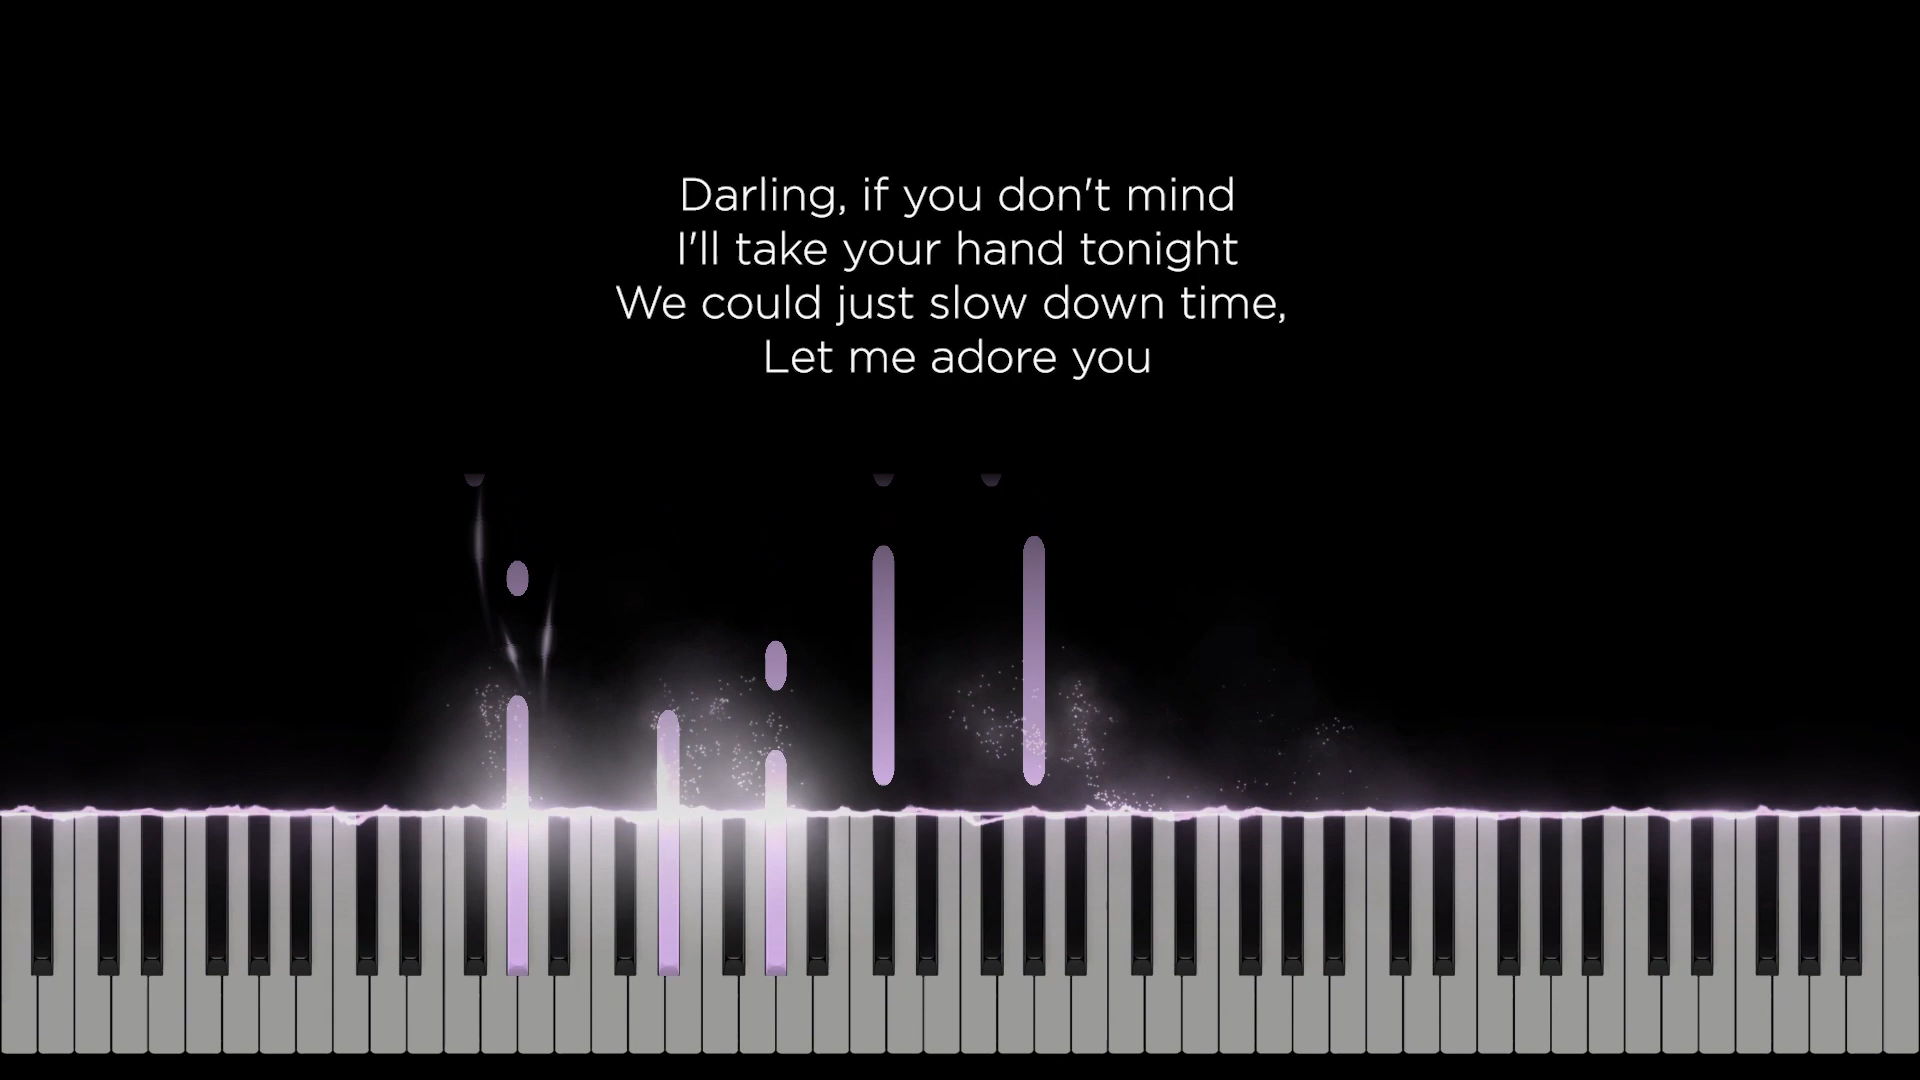 Darling, if you don't mind
I'll take your hand tonight
We could just slow down time,
Let me adore you